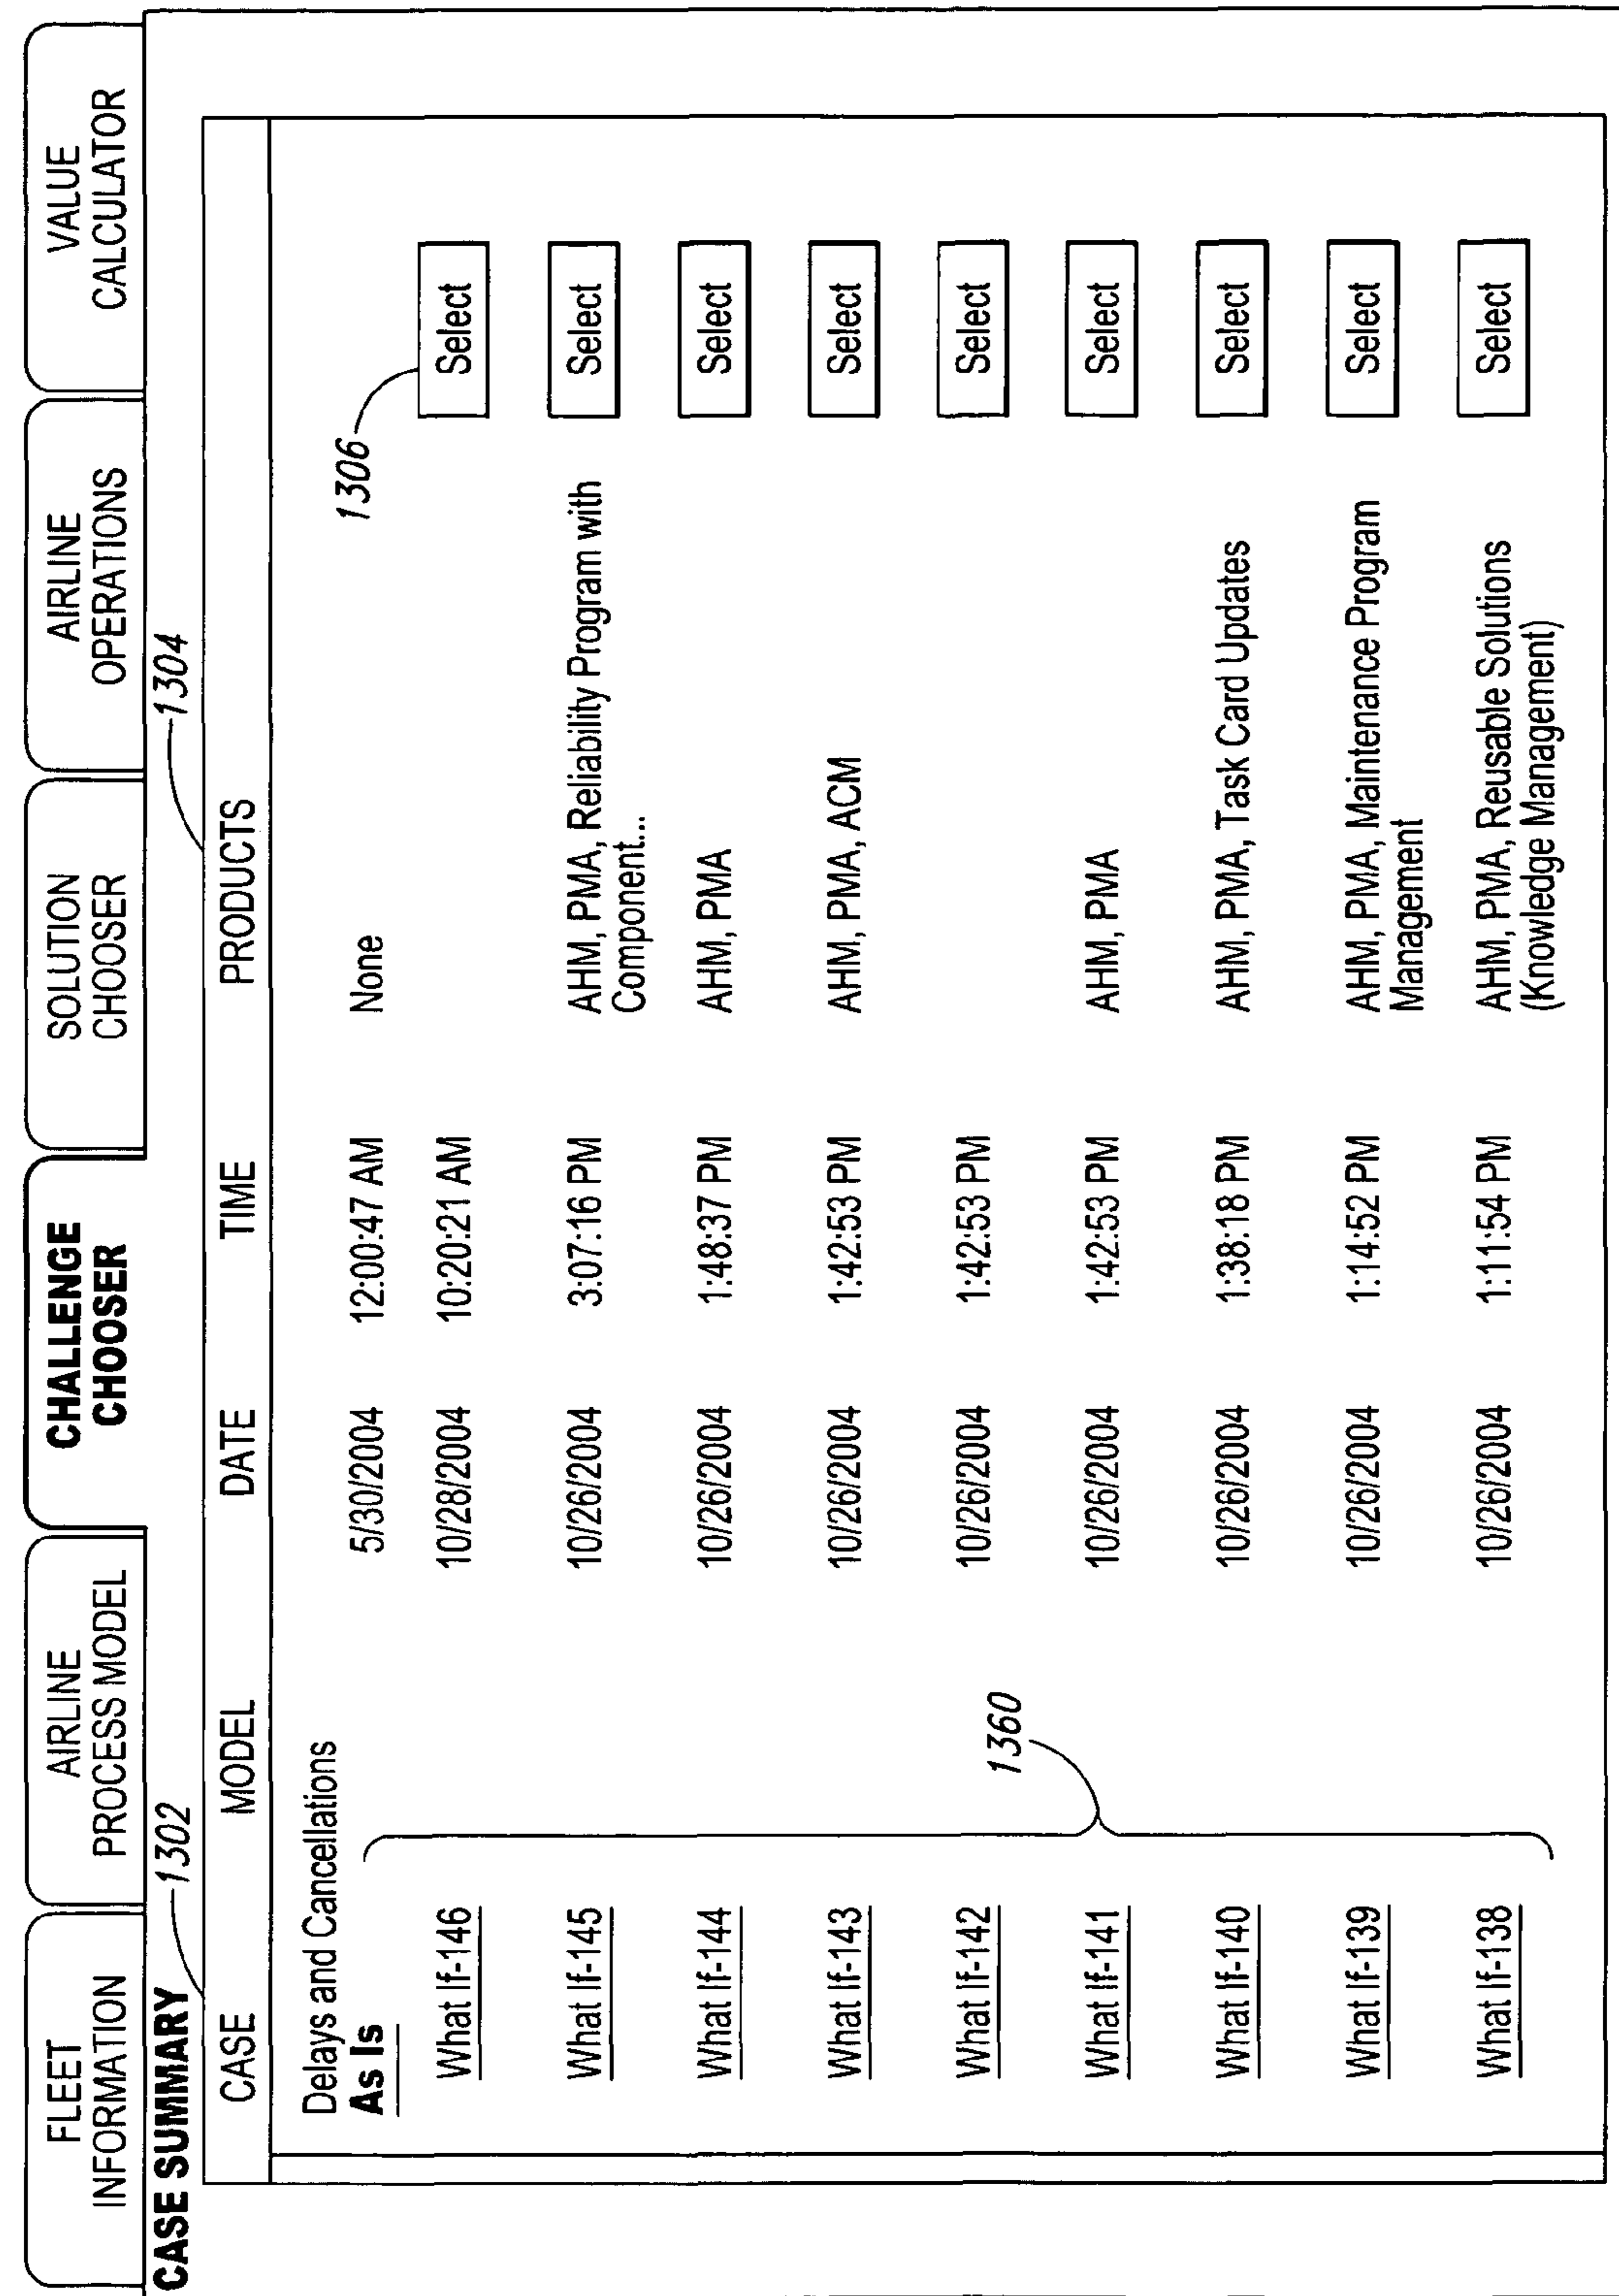 FLEET
INFORMATION
AIRLINE
PROCESS MODEL
CHALLENGE
CHOOSER
SOLUTION
CHOOSER
AIRLINE
OPERATIONS
VALUE
CALCULATOR
CASE SUMMARY
1302
1304
CASE MODEL DATE TIME PRODUCTS
Delays and Cancellations
As Is 5/30/2004 12:00:47 AM None
1306
What If-146 10/28/2004 10:20:21 AM Select
What If-145 10/26/2004 3:07:16 PM AHM, PMA, Reliability Program with Select
Component...
What If-144 10/26/2004 1:48:37 PM AHM, PMA Select
What If-143 10/26/2004 1:42:53 PM AHM, PMA, ACM Select
What If-142 10/26/2004 1:42:53 PM Select
1360
What If-141 10/26/2004 1:42:53 PM AHM, PMA Select
What If-140 10/26/2004 1:38:18 PM AHM, PMA, Task Card Updates Select
What If-139 10/26/2004 1:14:52 PM AHM, PMA, Maintenance Program Select
Management
What If-138 10/26/2004 1:11:54 PM AHM, PMA, Reusable Solutions Select
(Knowledge Management)